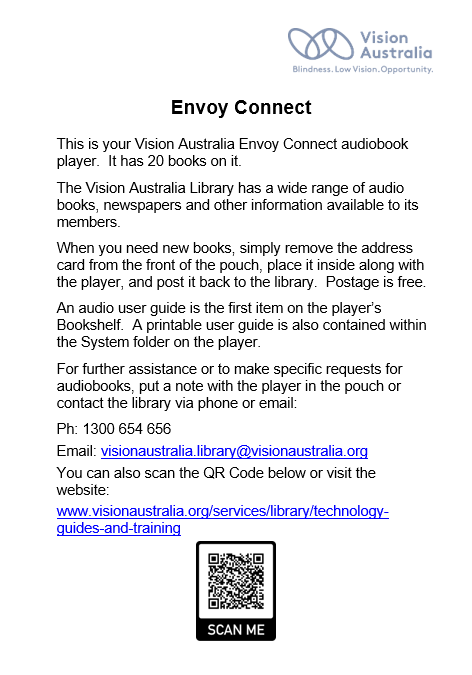 Vision
Australia
Blindness. Low Vision. Opportunity.
Envoy Connect
This is your Vision Australia Envoy Connect audiobook
player.  It has 20 books on it.
The Vision Australia Library has a wide range of audio
books, newspapers and other information available to its
members.
When you need new books, simply remove the address
card from the front of the pouch, place it inside along with
the player, and post it back to the library.  Postage is free.
An audio user guide is the first item on the player's
Bookshelf.  A printable user guide is also contained within
the System folder on the player.
For further assistance or to make specific requests for
audiobooks, put a note with the player in the pouch or
contact the library via phone or email:
Ph: 1300 654 656
Email: visionaustralia.library@visionaustralia.org
You can also scan the QR Code below or visit the
website:
www.visionaustralia.org/services/library/technology-
guides-and-training
SCAN ME